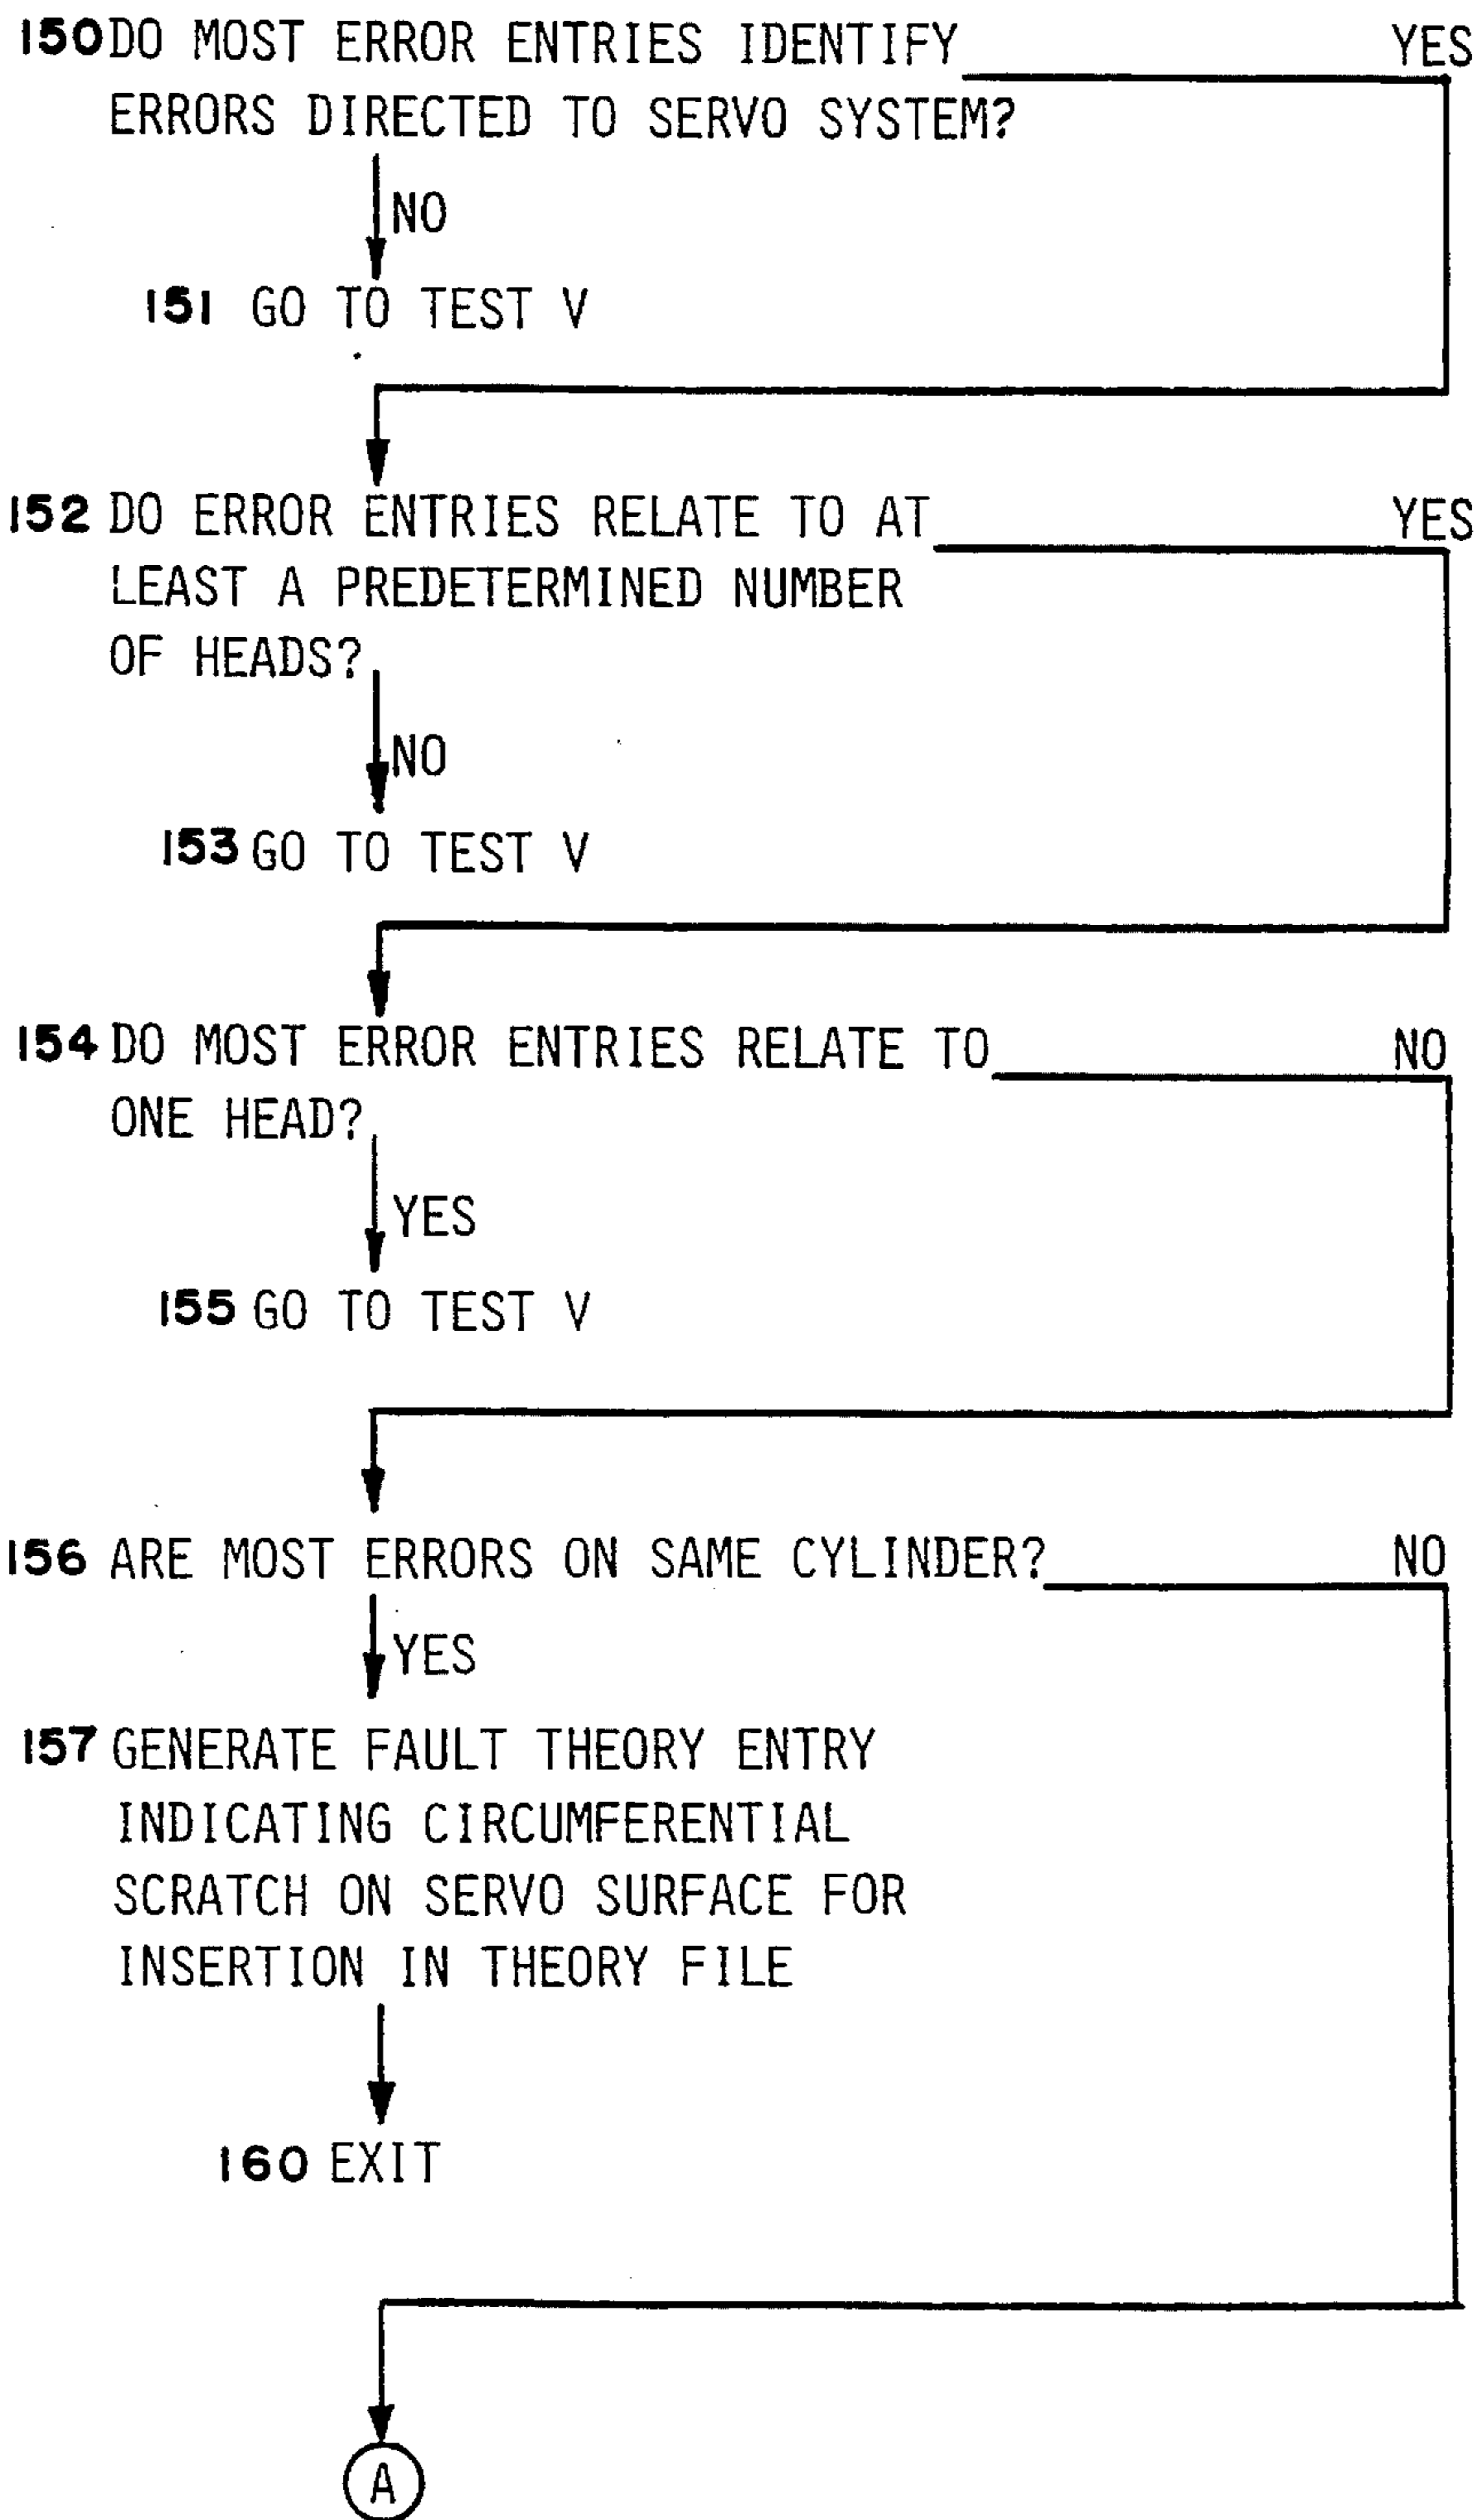 150 DO MOST ERROR ENTRIES IDENTIFY YES
ERRORS DIRECTED TO SERVO SYSTEM?
NO
151 GO TO TEST V
152 DO ERROR ENTRIES RELATE TO AT YES
LEAST A PREDETERMINED NUMBER
OF HEADS?
NO
153 GO TO TEST V
154 DO MOST ERROR ENTRIES RELATE TO NO
ONE HEAD?
YES
155 GO TO TEST V
156 ARE MOST ERRORS ON SAME CYLINDER? NO
YES
157 GENERATE FAULT THEORY ENTRY
INDICATING CIRCUMFERENTIAL
SCRATCH ON SERVO SURFACE FOR
INSERTION IN THEORY FILE
160 EXIT
A